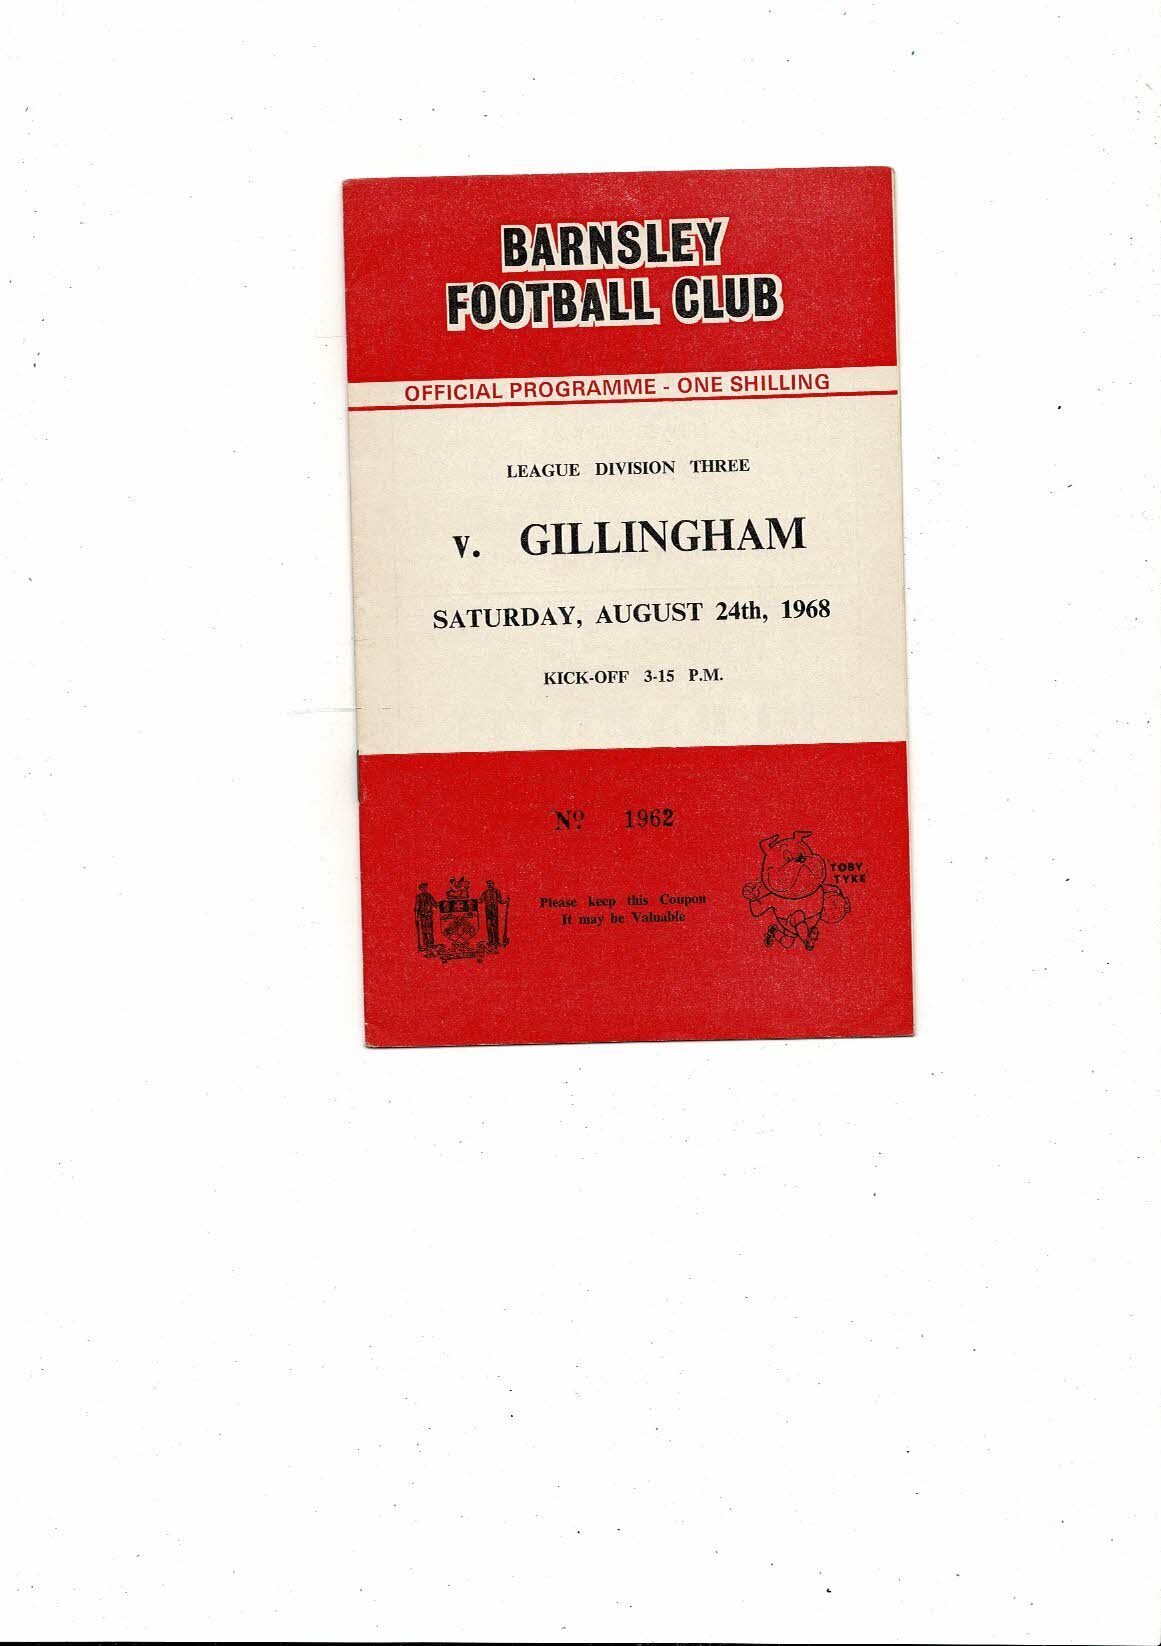 BARNSLEY
FOOTBALL CLUB
OFFICIAL PROGRAMME - ONE SHILLING
LEAGUE DIVISION THREE
v. GILLINGHAM
SATURDAY, AUGUST 24th, 1968
KICK-OFF 3-15 P.M.
Nº 1962
TOBY
TYKE
Please keep this Coupon
It may be Valuable